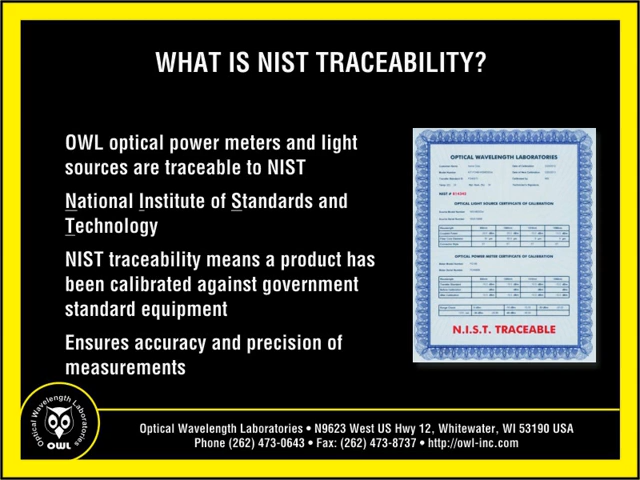 WHAT IS NIST TRACEABILITY?
OWL optical power meters and light
sources are traceable to NIST
National Institute of Standards and
Technology
NIST traceability means a product has
been calibrated against government
standard equipment
Ensures accuracy and precision of
measurements
OPTICAL WAVELENGTH LABORATORIES
OPTICAL LIGHT SOURCE CERTIFICATE OF CALIBRATION
OPTICAL POWER METER CERTIFICATE OF CALIBRATION
N.I.S.T. TRACEABLE
Optical Wavelength Laboratories
OWL
Optical Wavelength Laboratories • N9623 West US Hwy 12, Whitewater, WI 53190 USA
Phone (262) 473-0643 • Fax: (262) 473-8737 • http://owl-inc.com